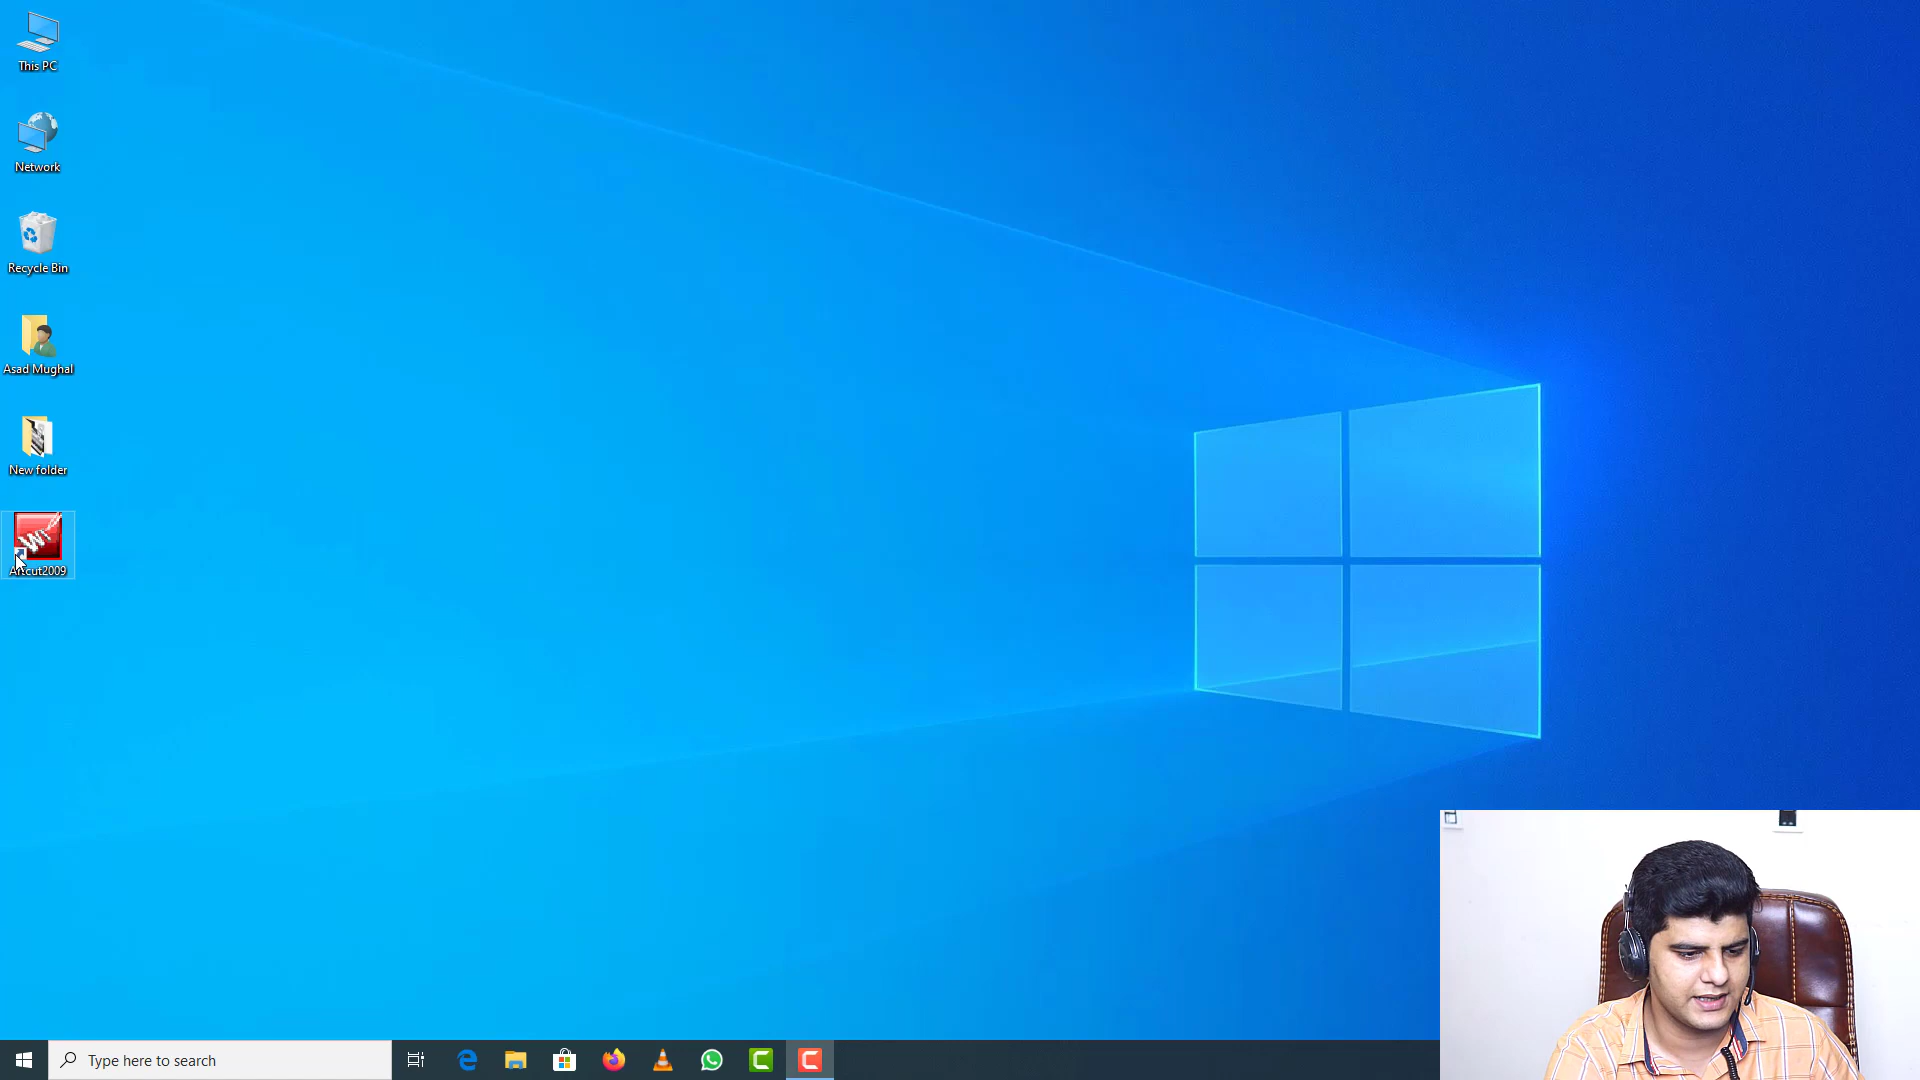 This PC
Network
Recycle Bin
Asad Mughal
New folder
Artcut2009
Type here to search